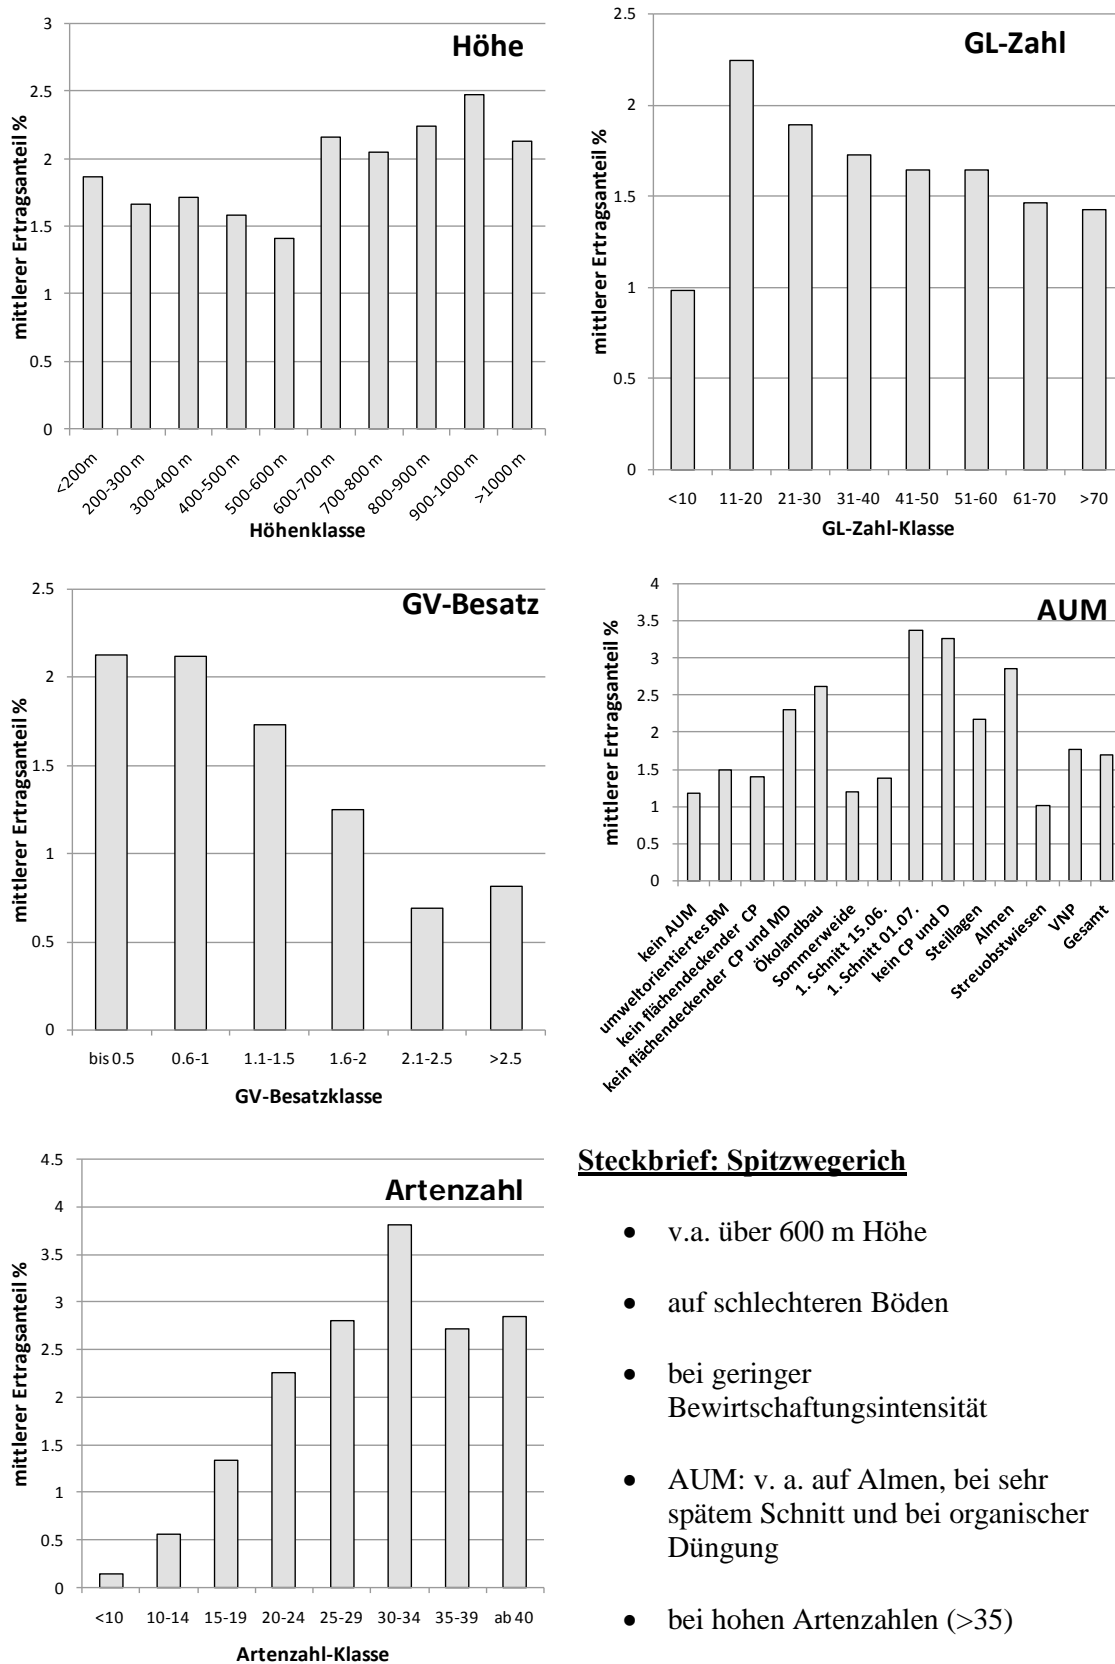 Höhe
mittlerer Ertragsanteil %
3
2.5
2
1.5
1
0.5
0
<200m
200-300 m
300-400 m
400-500 m
500-600 m
600-700 m
700-800 m
800-900 m
900-1000 m
>1000 m
Höhenklasse
GL-Zahl
mittlerer Ertragsanteil %
2.5
2
1.5
1
0.5
0
<10 11-20 21-30 31-40 41-50 51-60 61-70 >70
GL-Zahl-Klasse
GV-Besatz
mittlerer Ertragsanteil %
2.5
2
1.5
1
0.5
0
bis 0.5 0.6-1 1.1-1.5 1.6-2 2.1-2.5 >2.5
GV-Besatzklasse
AUM
mittlerer Ertragsanteil %
4
3.5
3
2.5
2
1.5
1
0.5
0
kein AUM
umweltorientiertes BM
kein flächendeckender CP
kein flächendeckender CP und MD
Ökolandbau
Sommerweide
1. Schnitt 15.06.
1. Schnitt 01.07.
kein CP und D
Steillagen
Almen
Streuobstwiesen
VNP
Gesamt
Artenzahl
mittlerer Ertragsanteil %
4.5
4
3.5
3
2.5
2
1.5
1
0.5
0
<10 10-14 15-19 20-24 25-29 30-34 35-39 ab 40
Artenzahl-Klasse
Steckbrief: Spitzwegerich
• v.a. über 600 m Höhe
• auf schlechteren Böden
• bei geringer
Bewirtschaftungsintensität
• AUM: v. a. auf Almen, bei sehr
spätem Schnitt und bei organischer
Düngung
• bei hohen Artenzahlen (>35)